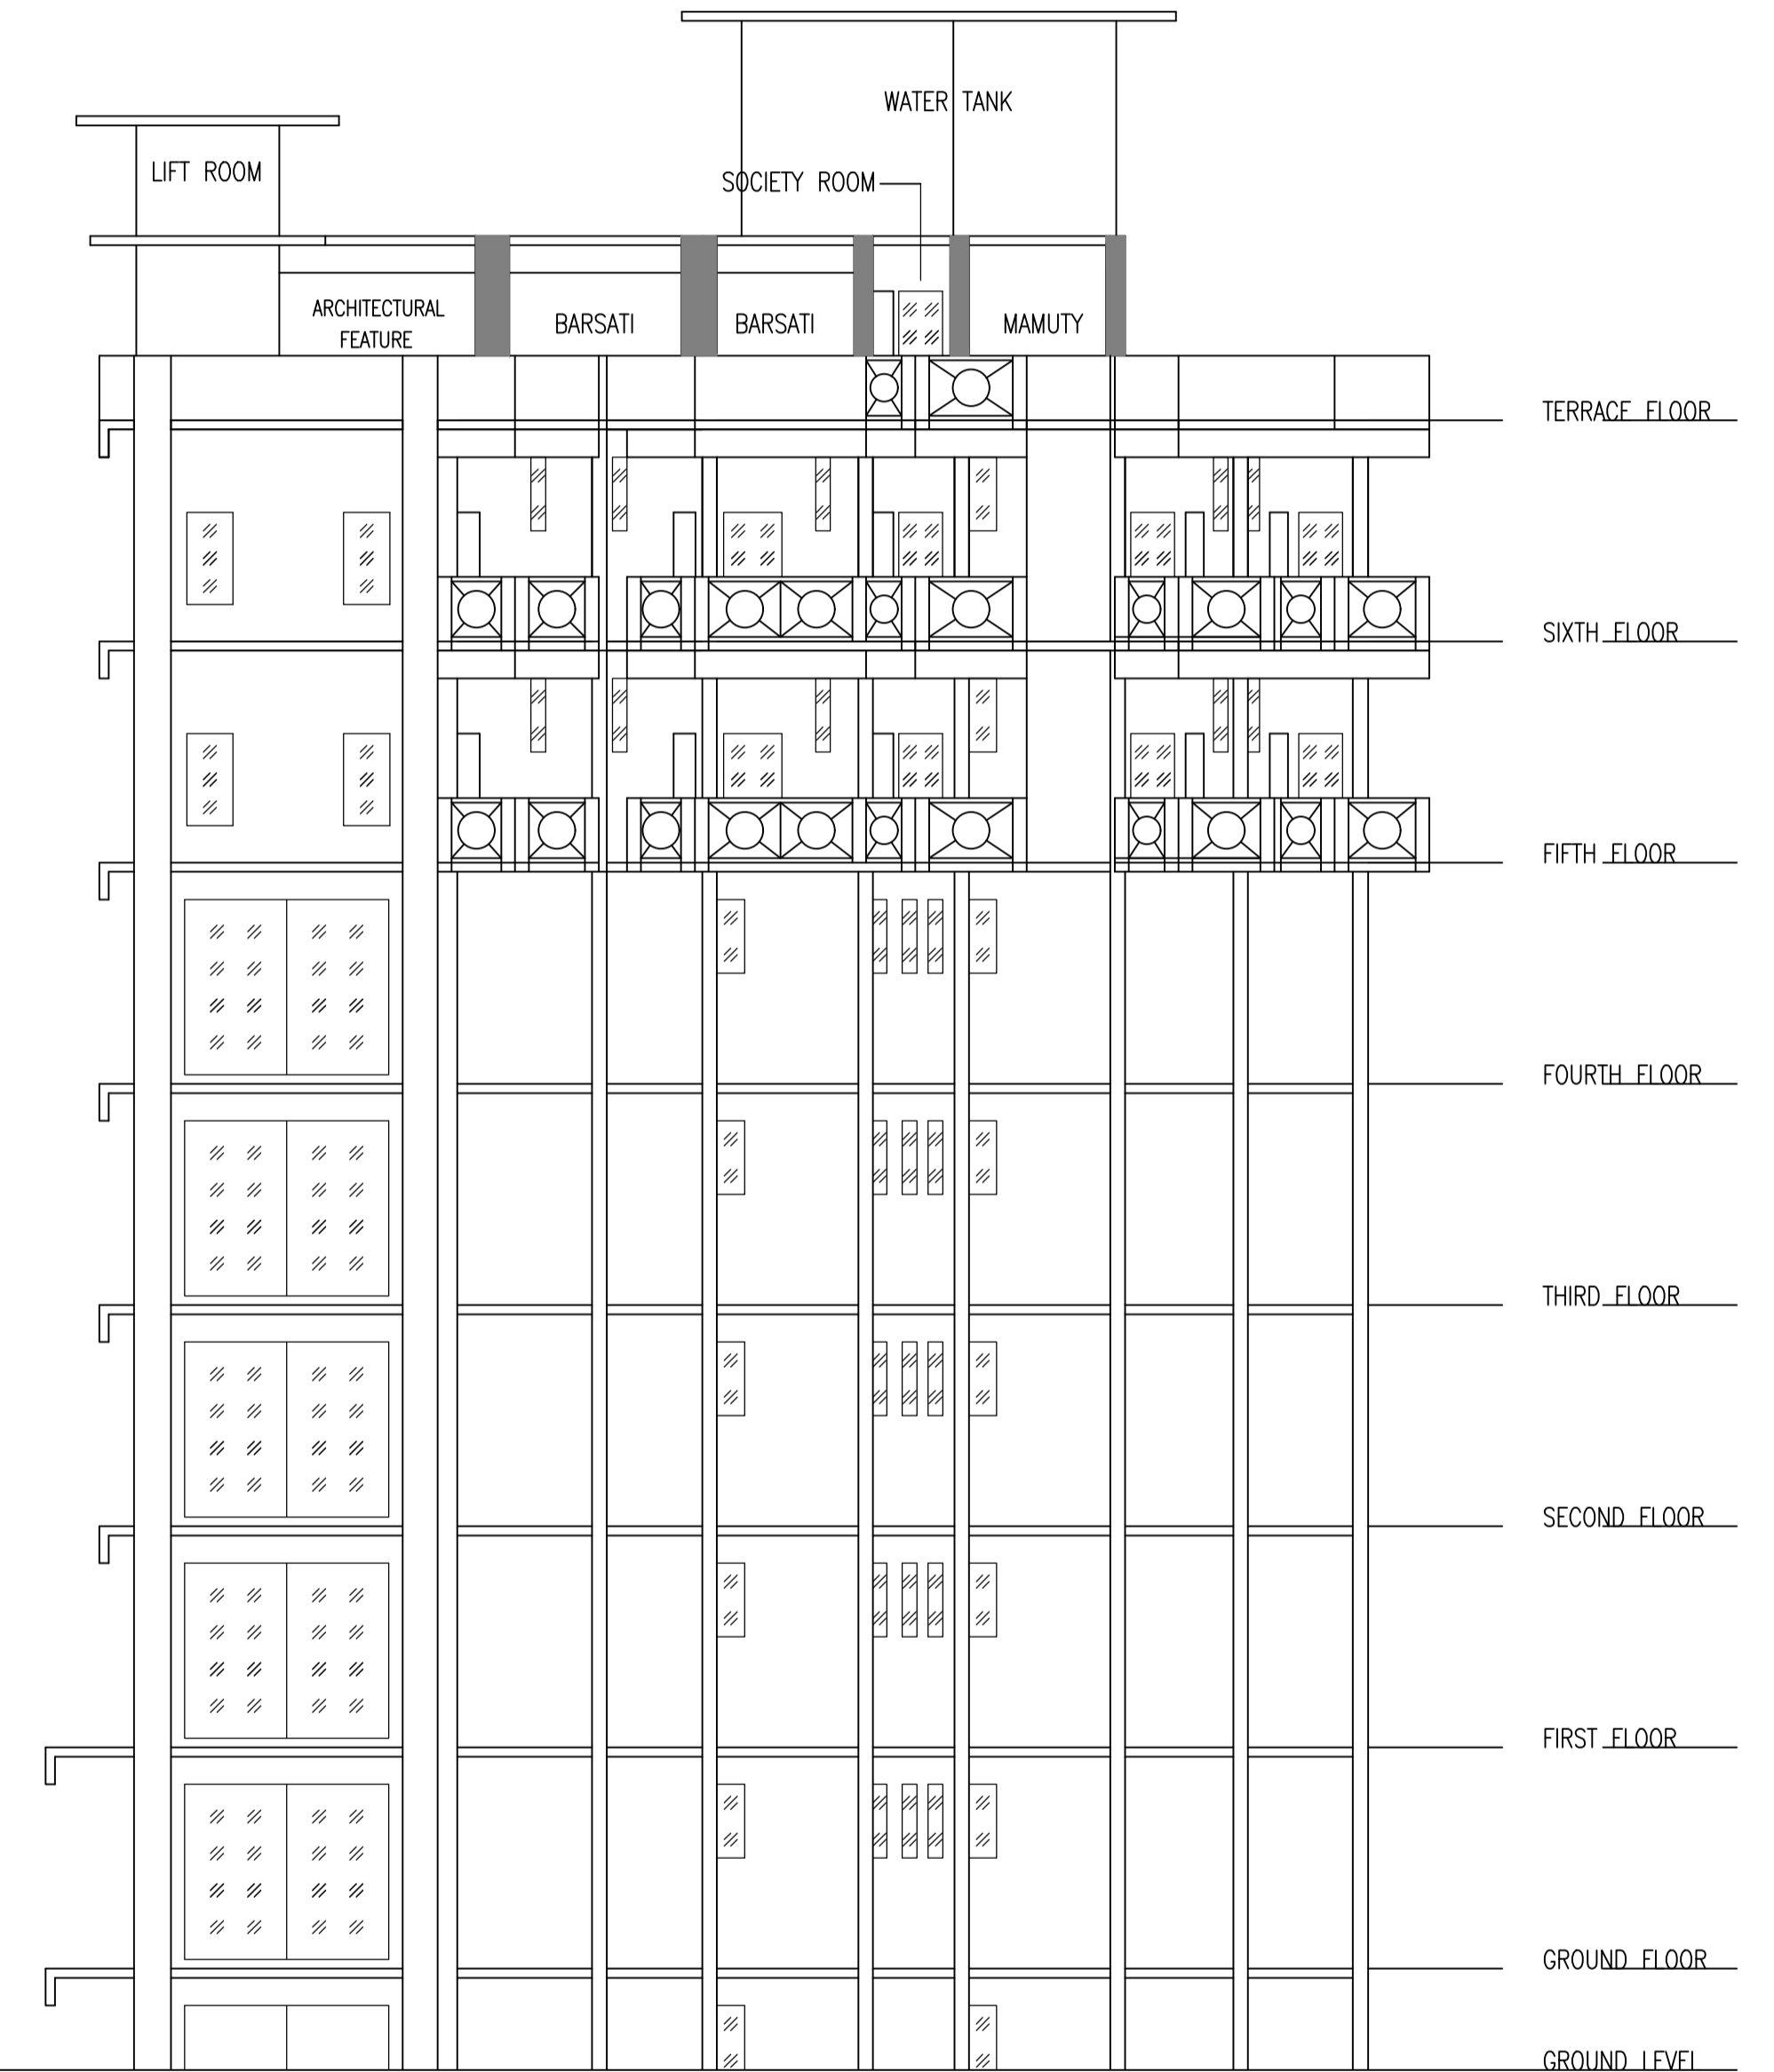 WATER TANK
LIFT ROOM
SOCIETY ROOM
ARCHITECTURAL
FEATURE
BARSATI
BARSATI
MAMUTY
TERRACE FLOOR
SIXTH FLOOR
FIFTH FLOOR
FOURTH FLOOR
THIRD FLOOR
SECOND FLOOR
FIRST FLOOR
GROUND FLOOR
GROUND LEVEL